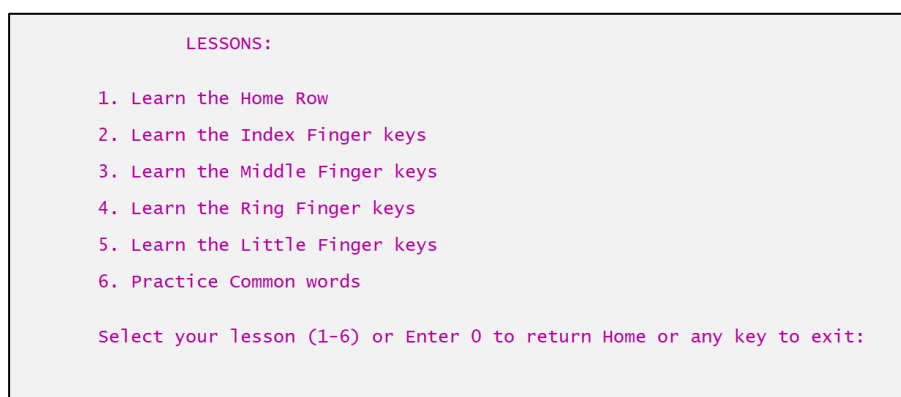 LESSONS:
1. Learn the Home Row
2. Learn the Index Finger keys
3. Learn the Middle Finger keys
4. Learn the Ring Finger keys
5. Learn the Little Finger keys
6. Practice Common words
Select your lesson (1-6) or Enter 0 to return Home or any key to exit: